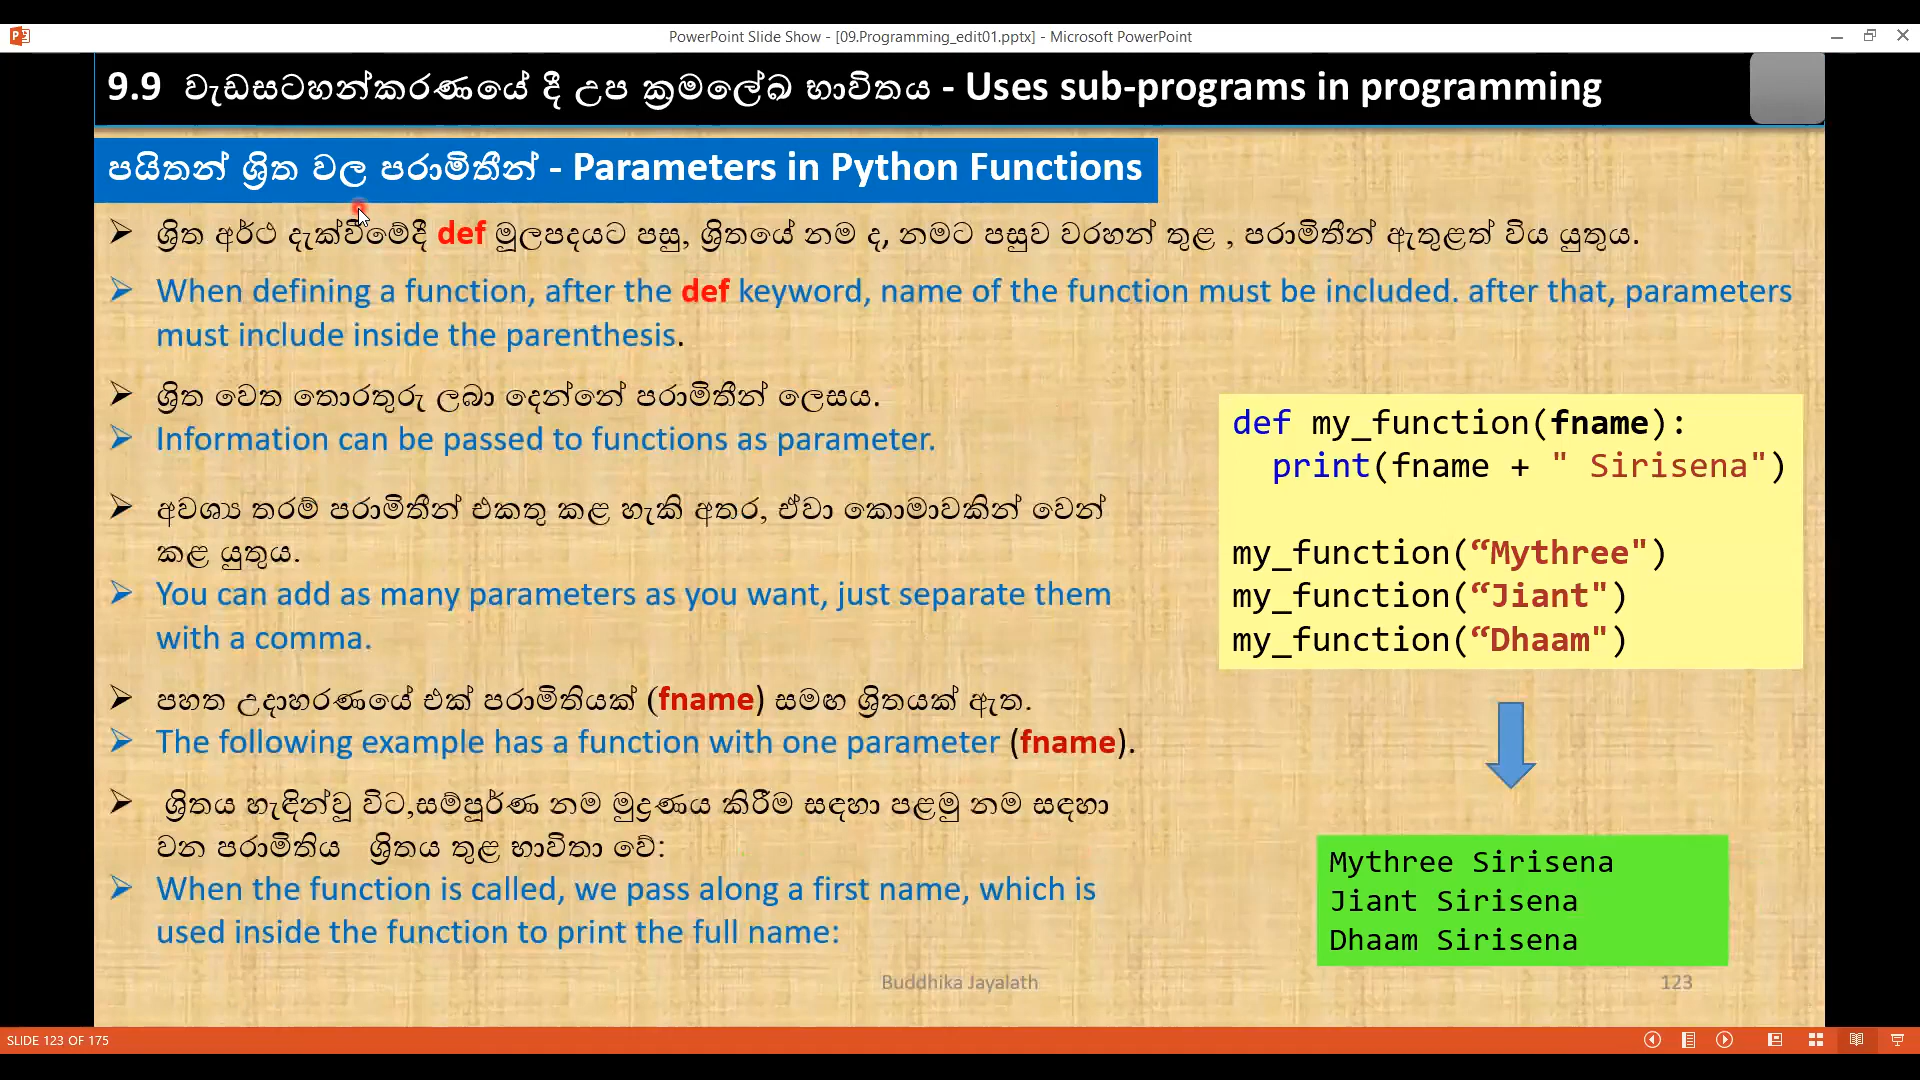 PowerPoint Slide Show - [09.Programming_edit01.pptx] - Microsoft PowerPoint
9.9 වැඩසටහන්කරණයේ දී උප ක්‍රමලේඛ භාවිතය - Uses sub-programs in programming
පයිතන් ශ්‍රිත වල පරාමිතීන් - Parameters in Python Functions
ශ්‍රිත අර්ථ දැක්වීමේදී def මූලපදයට පසු, ශ්‍රිතයේ නම ද, නමට පසුව වරහන් තුළ , පරාමිතීන් ඇතුළත් විය යුතුය.
When defining a function, after the def keyword, name of the function must be included. after that, parameters
must include inside the parenthesis.
ශ්‍රිත වෙත තොරතුරු ලබා දෙන්නේ පරාමිතීන් ලෙසය.
Information can be passed to functions as parameter.
අවශ්‍ය තරම් පරාමිතීන් එකතු කළ හැකි අතර, ඒවා කොමාවකින් වෙන්
කළ යුතුය.
You can add as many parameters as you want, just separate them
with a comma.
පහත උදාහරණයේ එක් පරාමිතියක් (fname) සමඟ ශ්‍රිතයක් ඇත.
The following example has a function with one parameter (fname).
ශ්‍රිතය හැඳින්වූ විට,සම්පූර්ණ නම මුද්‍රණය කිරීම සඳහා පළමු නම සඳහා
වන පරාමිතිය ශ්‍රිතය තුළ භාවිතා වේ:
When the function is called, we pass along a first name, which is
used inside the function to print the full name:
def my_function(fname):
print(fname + " Sirisena")
my_function(“Mythree")
my_function(“Jiant")
my_function(“Dhaam")
Mythree Sirisena
Jiant Sirisena
Dhaam Sirisena
Buddhika Jayalath
123
SLIDE 123 OF 175